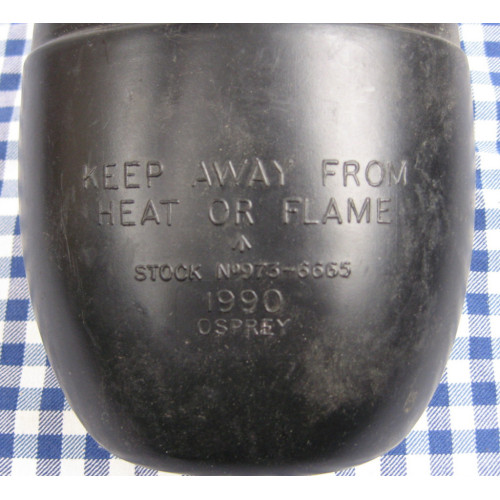 KEEP AWAY FROM
HEAT OR FLAME
STOCK Nº973-6665
1990
OSPREY